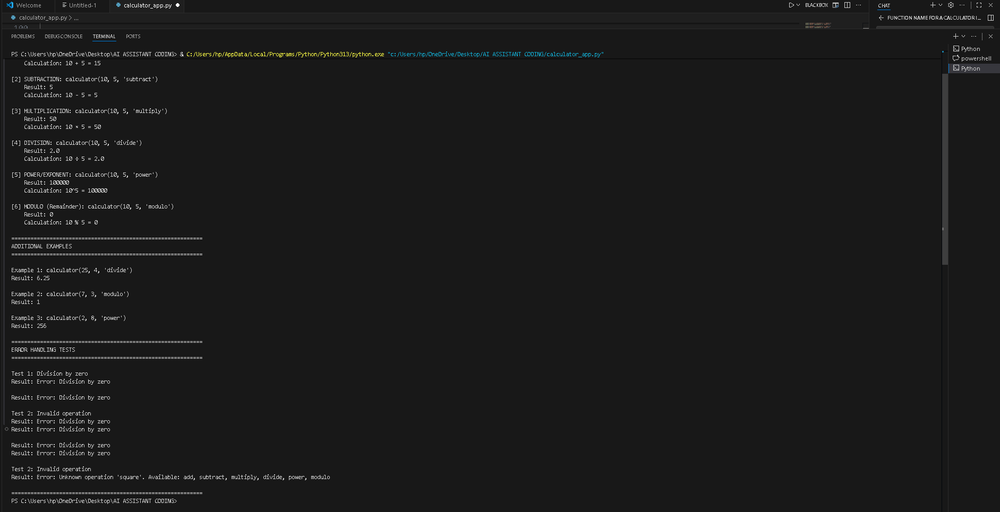 Welcome
Untitled-1
calculator_app.py
BLACKBOX
CHAT
calculator_app.py > ...
FUNCTION NAME FOR A CALCULATOR I...
100
PROBLEMS DEBUG CONSOLE TERMINAL PORTS
PS C:\Users\hp\OneDrive\Desktop\AI ASSISTANT CODING> & C:/Users/hp/AppData/Local/Programs/Python/Python313/python.exe "c:/Users/hp/OneDrive/Desktop/AI ASSISTANT CODING/calculator_app.py"
Calculation: 10 + 5 = 15
[2] SUBTRACTION: calculator(10, 5, 'subtract')
Result: 5
Calculation: 10 - 5 = 5
[3] MULTIPLICATION: calculator(10, 5, 'multiply')
Result: 50
Calculation: 10 × 5 = 50
[4] DIVISION: calculator(10, 5, 'divide')
Result: 2.0
Calculation: 10 ÷ 5 = 2.0
[5] POWER/EXPONENT: calculator(10, 5, 'power')
Result: 100000
Calculation: 10^5 = 100000
[6] MODULO (Remainder): calculator(10, 5, 'modulo')
Result: 0
Calculation: 10 % 5 = 0
============================================================
ADDITIONAL EXAMPLES
============================================================
Example 1: calculator(25, 4, 'divide')
Result: 6.25
Example 2: calculator(7, 3, 'modulo')
Result: 1
Example 3: calculator(2, 8, 'power')
Result: 256
============================================================
ERROR HANDLING TESTS
============================================================
Test 1: Division by zero
Result: Error: Division by zero
Result: Error: Division by zero
Test 2: Invalid operation
Result: Error: Division by zero
Result: Error: Division by zero
Result: Error: Division by zero
Result: Error: Division by zero
Test 2: Invalid operation
Result: Error: Unknown operation 'square'. Available: add, subtract, multiply, divide, power, modulo
============================================================
PS C:\Users\hp\OneDrive\Desktop\AI ASSISTANT CODING>
Python
powershell
Python